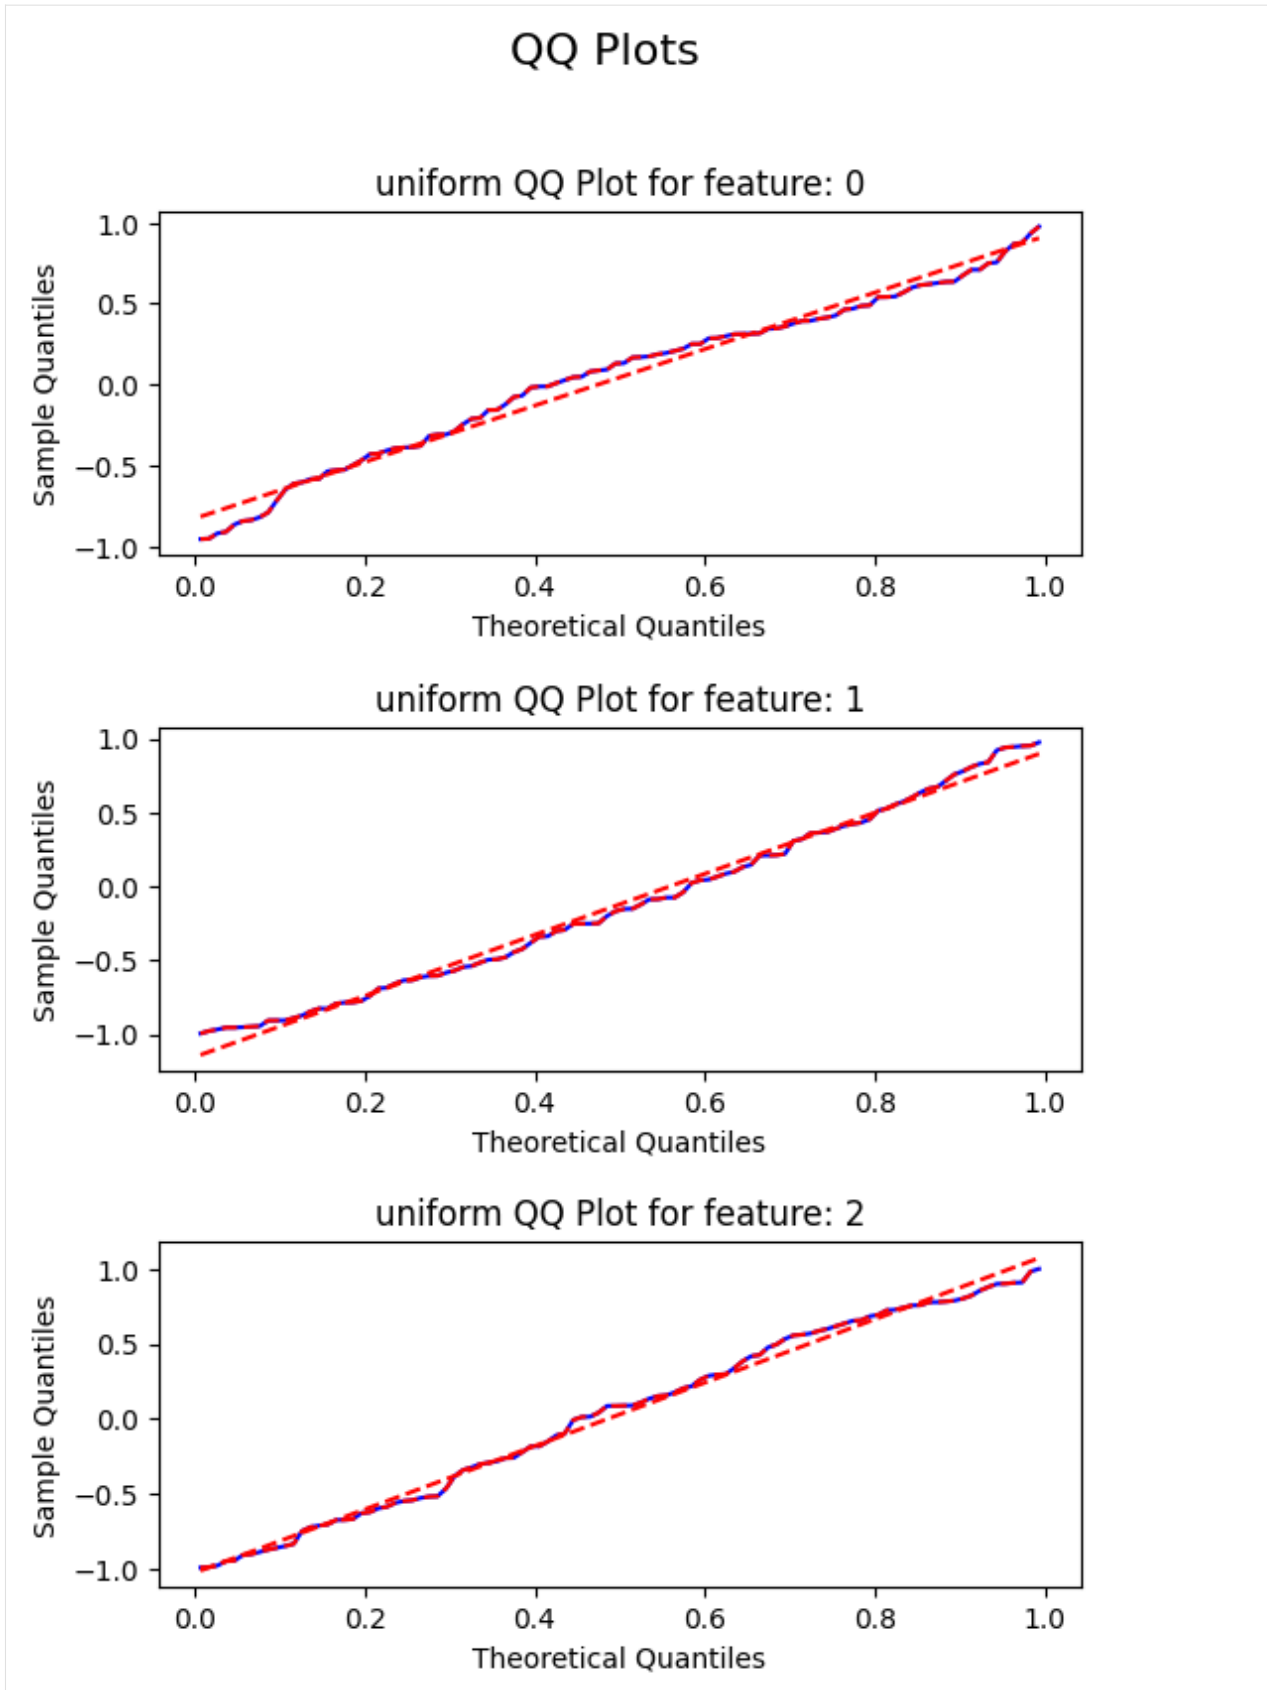 QQ Plots
uniform QQ Plot for feature: 0
1.0
0.5
0.0
−0.5
−1.0
Sample Quantiles
0.0 0.2 0.4 0.6 0.8 1.0
Theoretical Quantiles
uniform QQ Plot for feature: 1
1.0
0.5
0.0
−0.5
−1.0
Sample Quantiles
0.0 0.2 0.4 0.6 0.8 1.0
Theoretical Quantiles
uniform QQ Plot for feature: 2
1.0
0.5
0.0
−0.5
−1.0
Sample Quantiles
0.0 0.2 0.4 0.6 0.8 1.0
Theoretical Quantiles